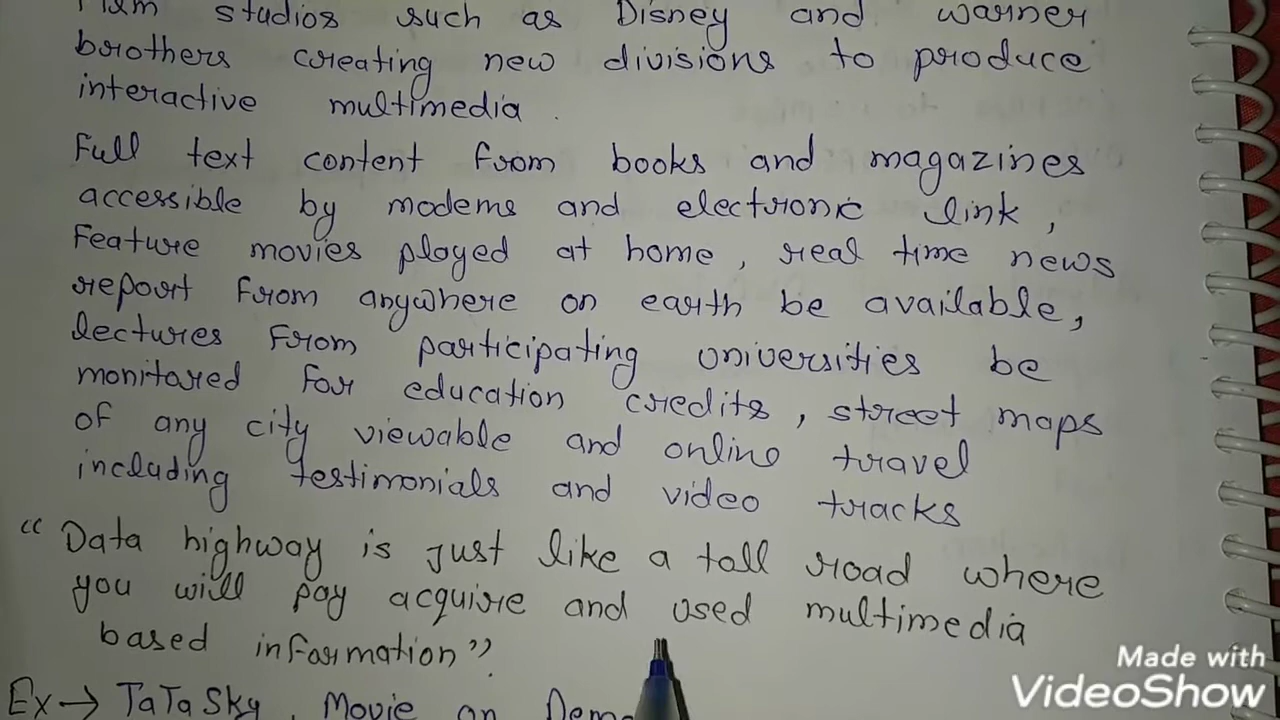 Film studios such as Disney and warner
brothers creating new divisions to produce
interactive multimedia.
Full text content from books and magazines
accessible by modems and electronic link,
Feature movies played at home, real time news
report from anywhere on earth be available,
lectures from participating universities be
monitared for education credits, street maps
of any city viewable and online travel
including testimonials and video tracks
“Data highway is just like a toll road where
you will pay acquire and used multimedia
based information”.
Ex → TaTa Sky, Movie on
Made with
VideoShow